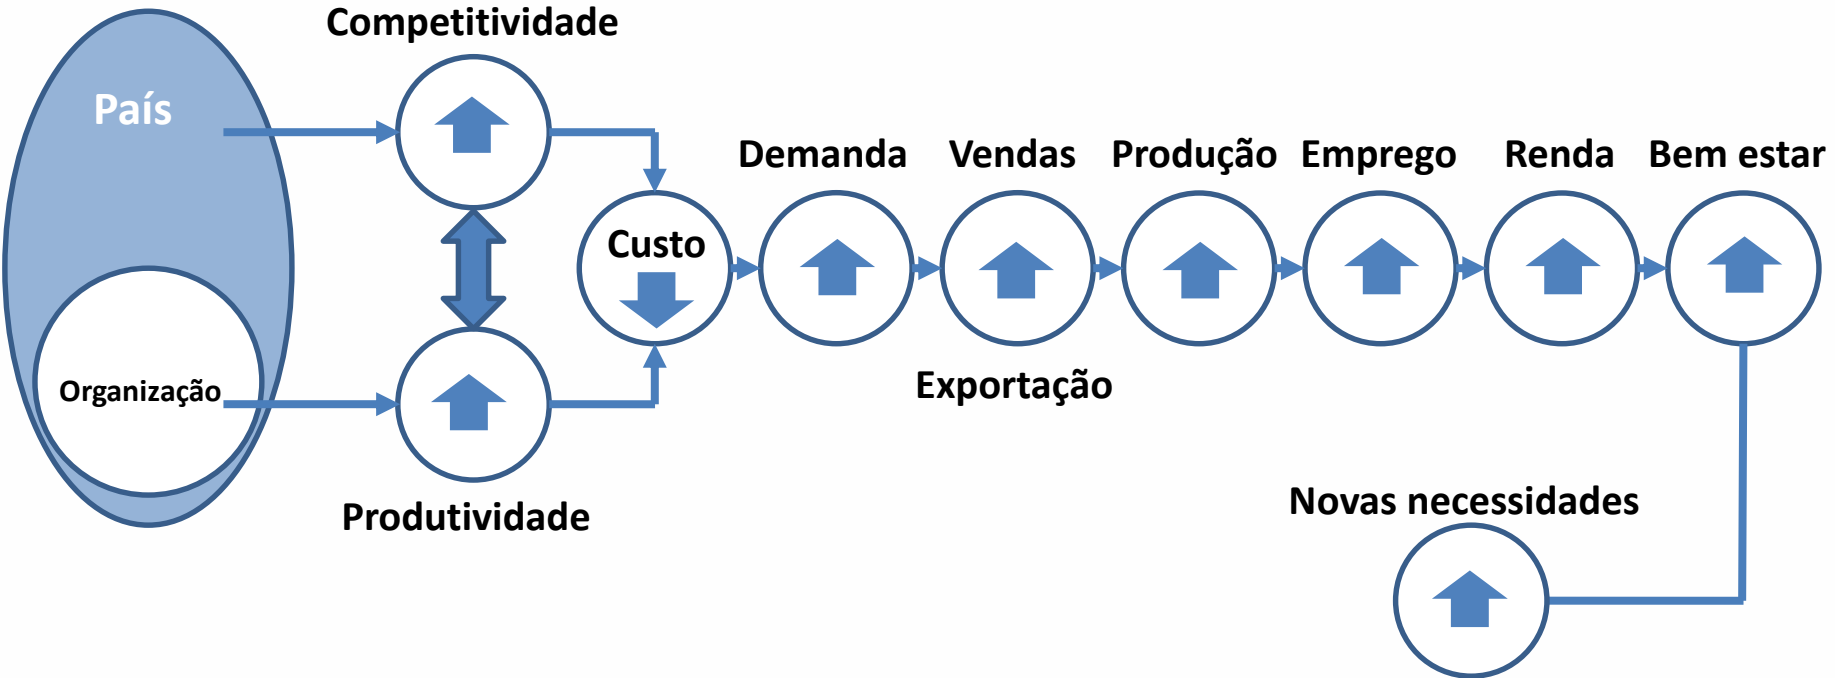 Competitividade
País
Demanda
Vendas
Produção
Emprego
Renda
Bem estar
Custo
Organização
Exportação
Produtividade
Novas necessidades